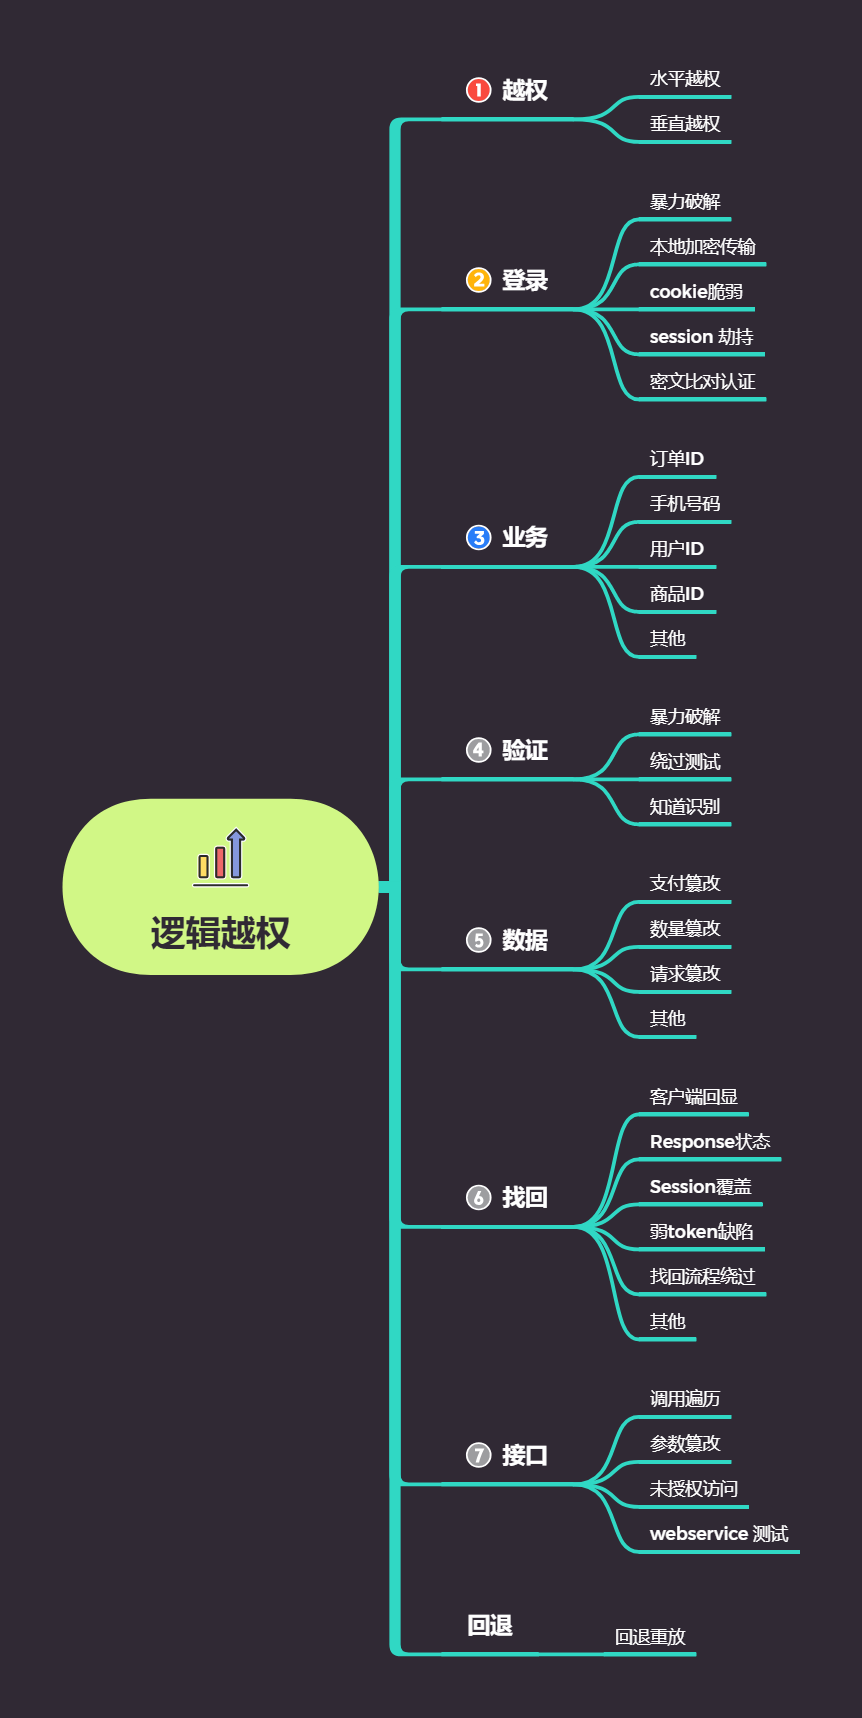 逻辑越权
1 越权
水平越权
垂直越权
2 登录
暴力破解
本地加密传输
cookie脆弱
session 劫持
密文比对认证
3 业务
订单ID
手机号码
用户ID
商品ID
其他
4 验证
暴力破解
绕过测试
知道识别
5 数据
支付篡改
数量篡改
请求篡改
其他
6 找回
客户端回显
Response状态
Session覆盖
弱token缺陷
找回流程绕过
其他
7 接口
调用遍历
参数篡改
未授权访问
webservice 测试
回退
回退重放